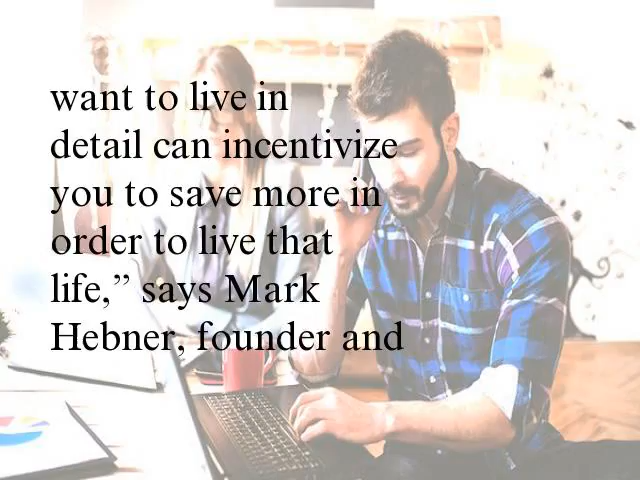 want to live in
detail can incentivize
you to save more in
order to live that
life,” says Mark
Hebner, founder and